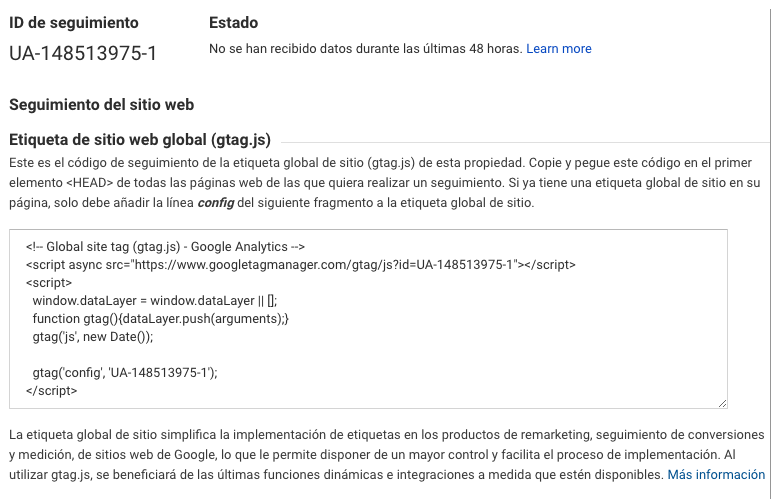 ID de seguimiento
Estado
UA-148513975-1
No se han recibido datos durante las últimas 48 horas. Learn more
Seguimiento del sitio web
Etiqueta de sitio web global (gtag.js)
Este es el código de seguimiento de la etiqueta global de sitio (gtag.js) de esta propiedad. Copie y pegue este código en el primer
elemento <HEAD> de todas las páginas web de las que quiera realizar un seguimiento. Si ya tiene una etiqueta global de sitio en su
página, solo debe añadir la línea config del siguiente fragmento a la etiqueta global de sitio.
<!-- Global site tag (gtag.js) - Google Analytics -->
<script async src="https://www.googletagmanager.com/gtag/js?id=UA-148513975-1"></script>
<script>
window.dataLayer = window.dataLayer || [];
function gtag(){dataLayer.push(arguments);}
gtag('js', new Date());
gtag('config', 'UA-148513975-1');
</script>
La etiqueta global de sitio simplifica la implementación de etiquetas en los productos de remarketing, seguimiento de conversiones
y medición, de sitios web de Google, lo que le permite disponer de un mayor control y facilita el proceso de implementación. Al
utilizar gtag.js, se beneficiará de las últimas funciones dinámicas e integraciones a medida que estén disponibles. Más información